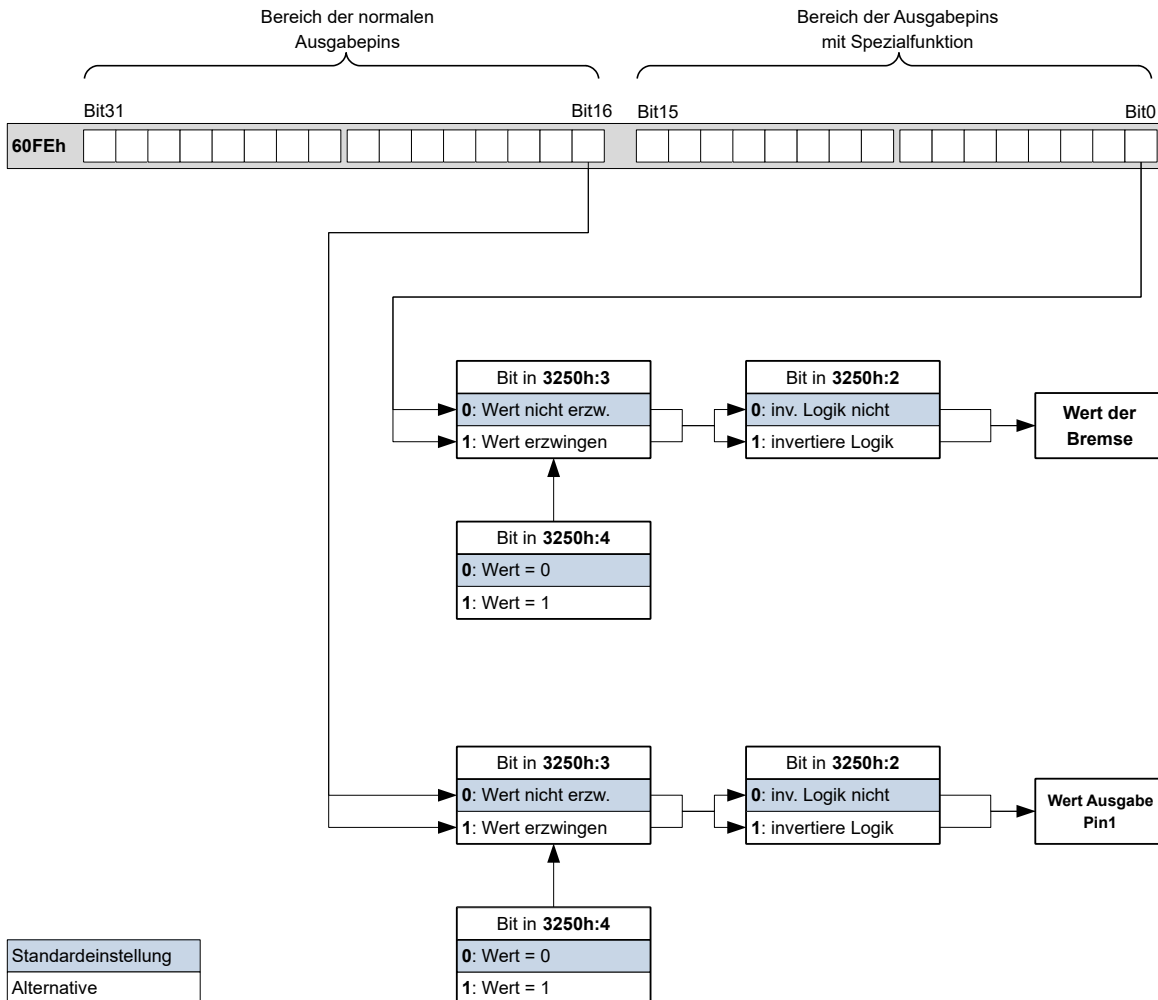 Bereich der normalen
Ausgabepins
Bereich der Ausgabepins
mit Spezialfunktion
Bit31
Bit16
Bit15
Bit0
60FEh
Bit in 3250h:3
0: Wert nicht erzw.
1: Wert erzwingen
Bit in 3250h:2
0: inv. Logik nicht
1: invertiere Logik
Wert der
Bremse
Bit in 3250h:4
0: Wert = 0
1: Wert = 1
Bit in 3250h:3
0: Wert nicht erzw.
1: Wert erzwingen
Bit in 3250h:2
0: inv. Logik nicht
1: invertiere Logik
Wert Ausgabe
Pin1
Bit in 3250h:4
0: Wert = 0
1: Wert = 1
Standardeinstellung
Alternative